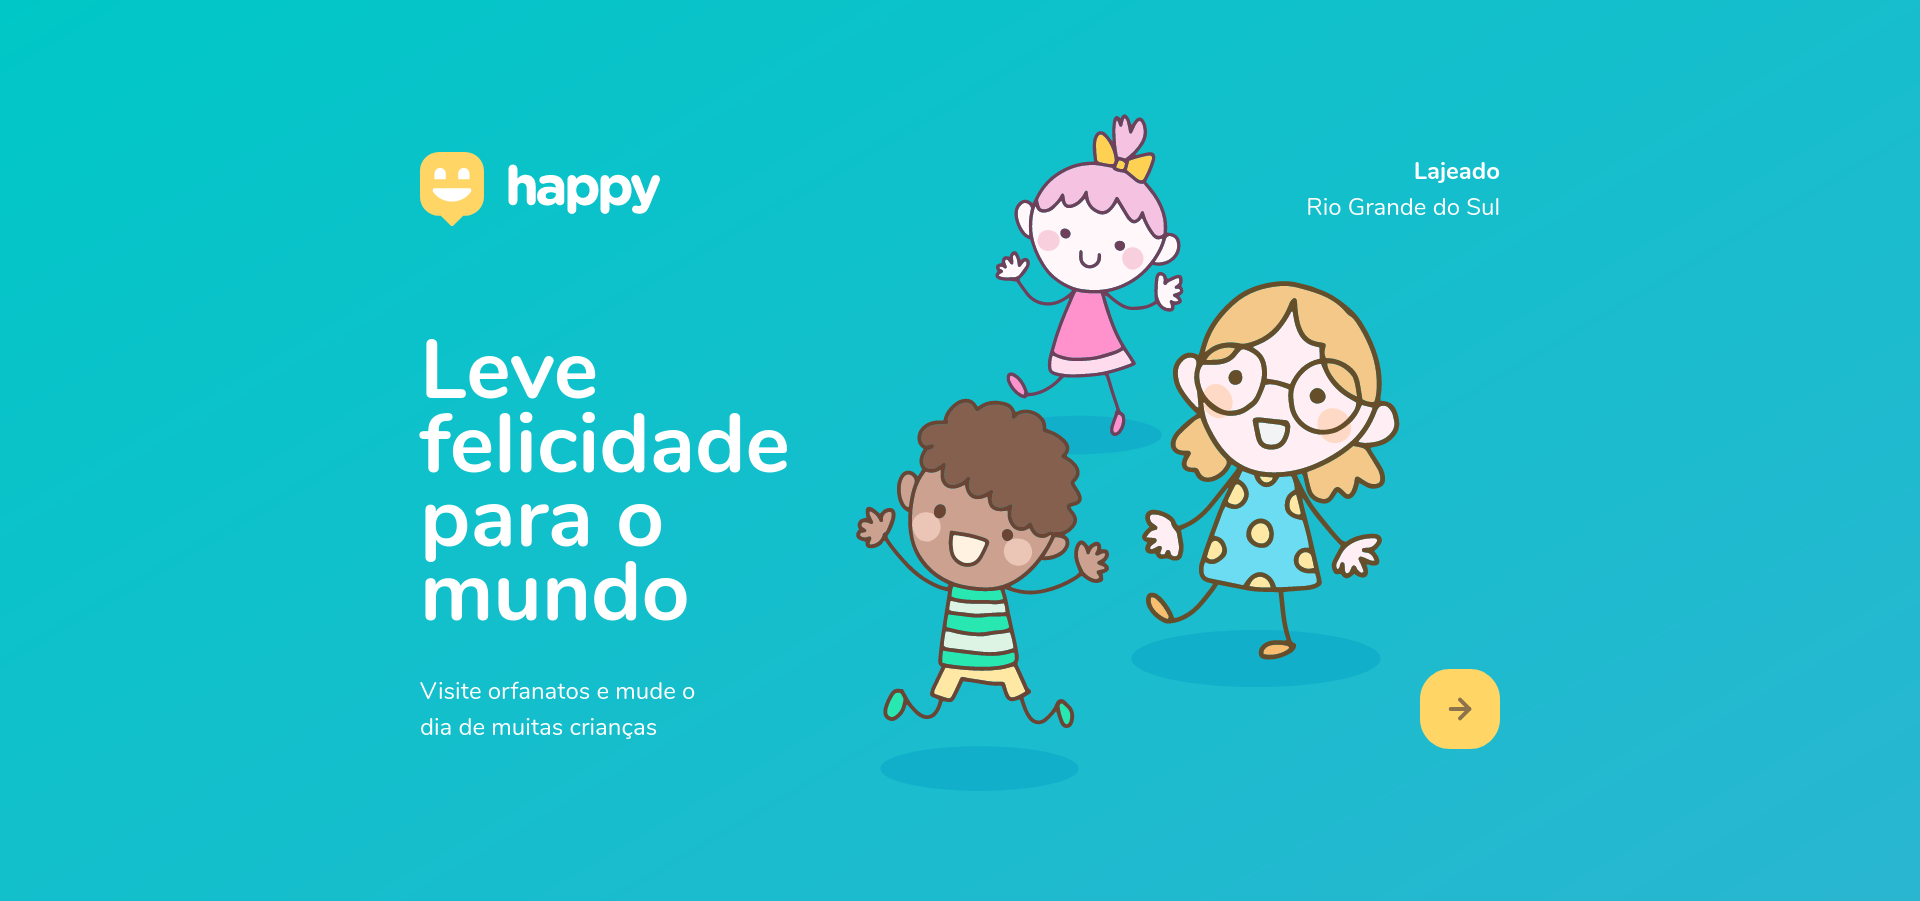 happy
Lajeado
Rio Grande do Sul
Leve
felicidade
para o
mundo
Visite orfanatos e mude o
dia de muitas crianças